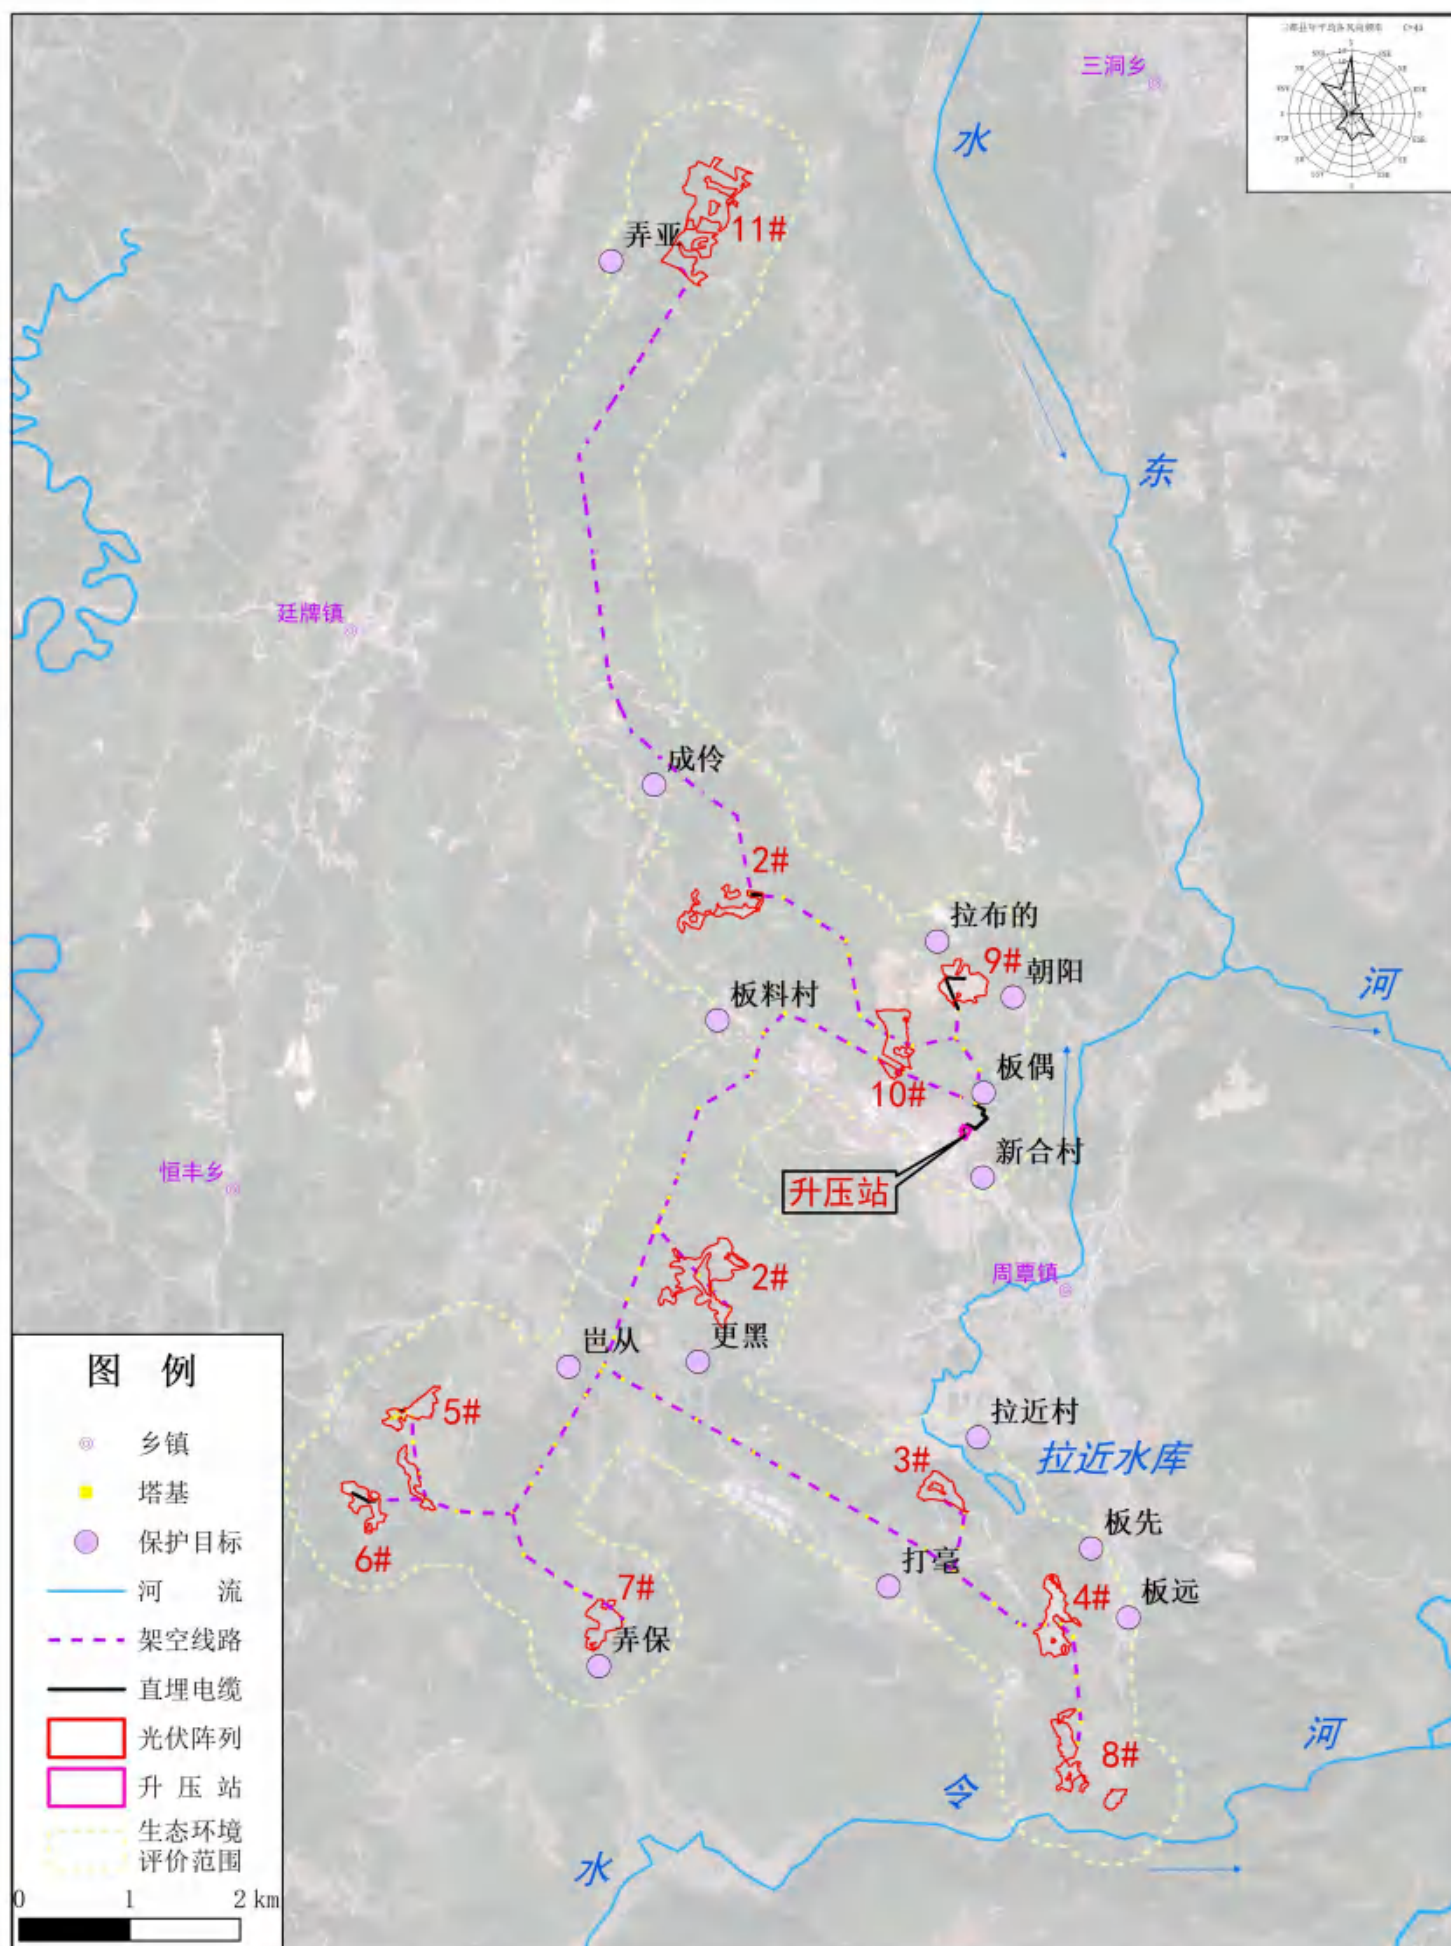 三洞乡
水
弄亚
11#
东
廷牌镇
成伶
2#
拉布的
9#
朝阳
河
板料村
板偶
10#
新合村
恒丰乡
升压站
周覃镇
2#
岜从
更黑
5#
拉近村
3#
拉近水库
板先
6#
打毫
7#
4#
板远
弄保
8#
河
令
水
图 例
乡镇
塔基
保护目标
河 流
架空线路
直埋电缆
光伏阵列
升 压 站
生态环境
评价范围
0 1 2 km